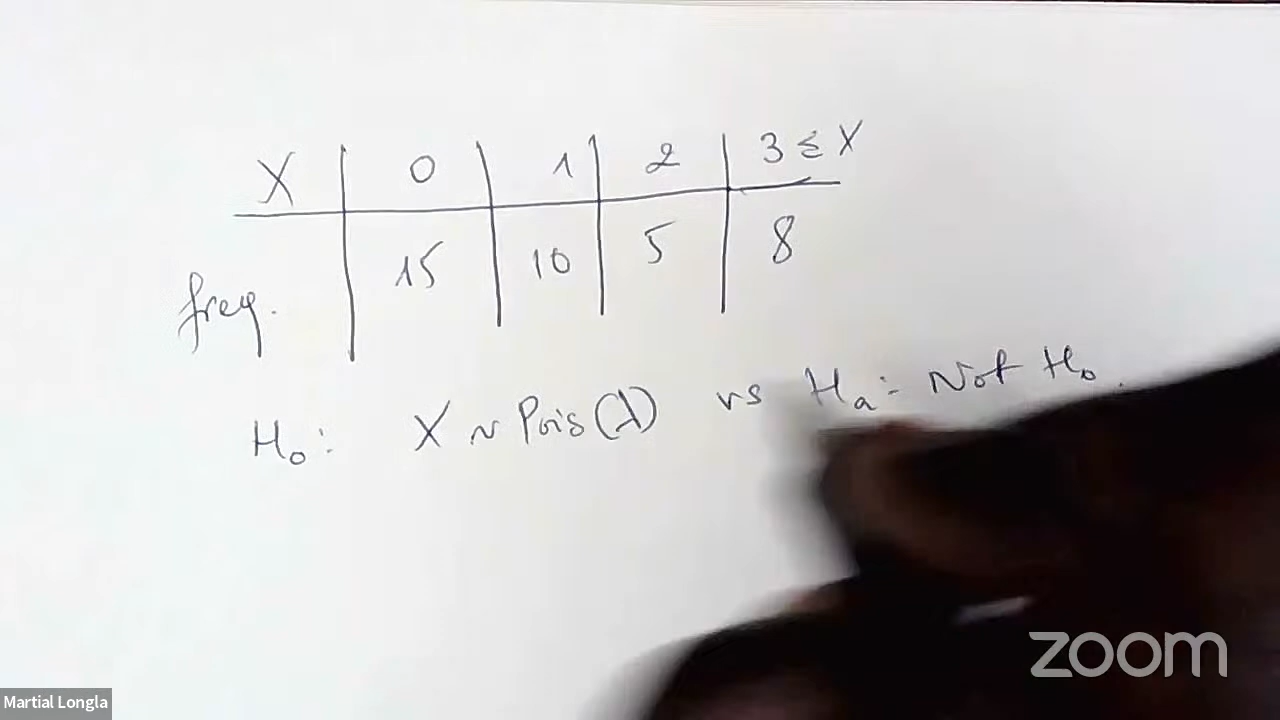 X 0 1 2 3 ≤ X
freq. 15 10 5 8
H₀: X ~ Pois(λ) vs Hₐ: Not H₀.
zoom
Martial Longla